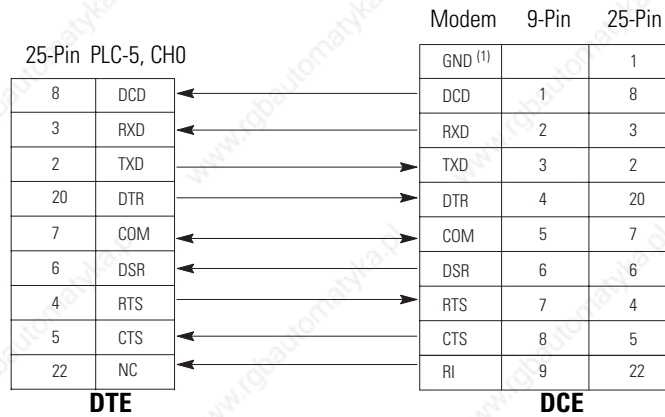 Modem 9-Pin 25-Pin
25-Pin PLC-5, CH0
GND (1) 1
8 DCD DCD 1 8
3 RXD RXD 2 3
2 TXD TXD 3 2
20 DTR DTR 4 20
7 COM COM 5 7
6 DSR DSR 6 6
4 RTS RTS 7 4
5 CTS CTS 8 5
22 NC RI 9 22
DTE DCE
www.rgbautomatyka.pl